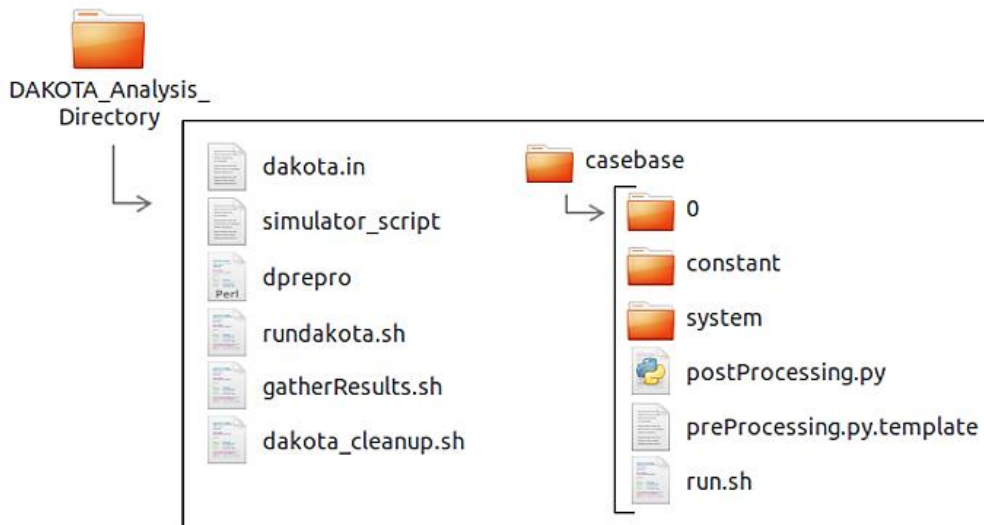 DAKOTA_Analysis_
Directory
dakota.in
simulator_script
Perl
dprepro
rundakota.sh
gatherResults.sh
dakota_cleanup.sh
casebase
0
constant
system
postProcessing.py
preProcessing.py.template
run.sh